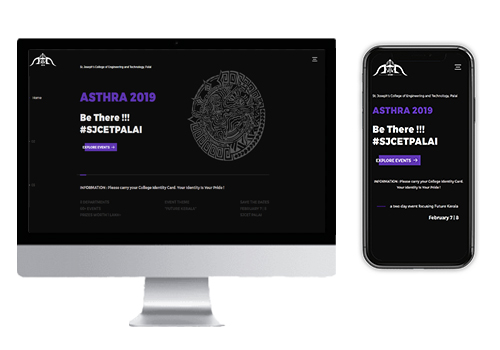 St. Joseph's College of Engineering and Technology, Palai
Home
ASTHRA 2019
Be There !!!
#SJCETPALAI
EXPLORE EVENTS →
INFORMATION : Please carry your College Identity Card. Your Identity is Your Pride !
St. Joseph's College of Engineering and Technology, Palai
ASTHRA 2019
Be There !!!
#SJCETPALAI
EXPLORE EVENTS →
INFORMATION : Please carry your College Identity Card.
Your Identity is Your Pride !
a two day event focusing Future Kerala
February 7 | 8